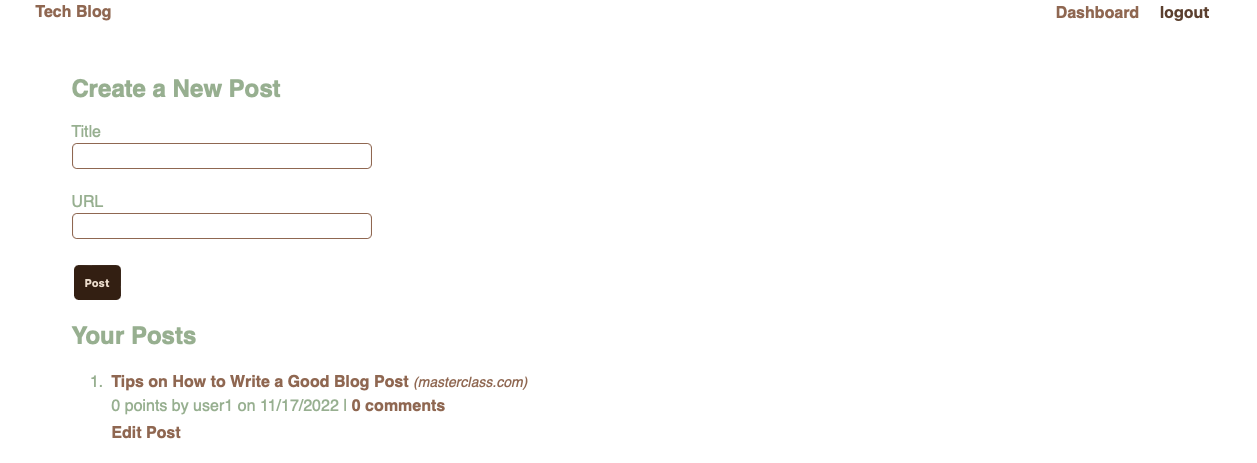 Tech Blog Dashboard logout
Create a New Post
Title
URL
Post
Your Posts
1. Tips on How to Write a Good Blog Post (masterclass.com)
0 points by user1 on 11/17/2022 | 0 comments
Edit Post